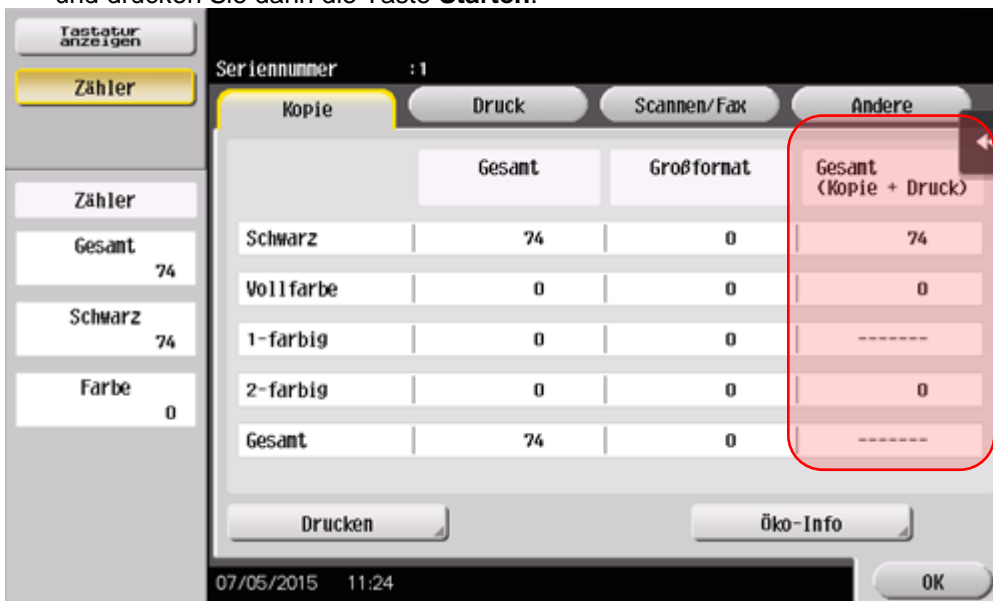 und drücken Sie dann die Taste Starten.
Tastatur
anzeigen
Zähler
Seriennummer :1
Kopie Druck Scannen/Fax Andere
Zähler
Gesamt
74
Schwarz
74
Farbe
0
Gesamt Großformat Gesamt
(Kopie + Druck)
Schwarz 74 0 74
Vollfarbe 0 0 0
1-farbig 0 0 -------
2-farbig 0 0 0
Gesamt 74 0 -------
Drucken Öko-Info
07/05/2015 11:24 OK